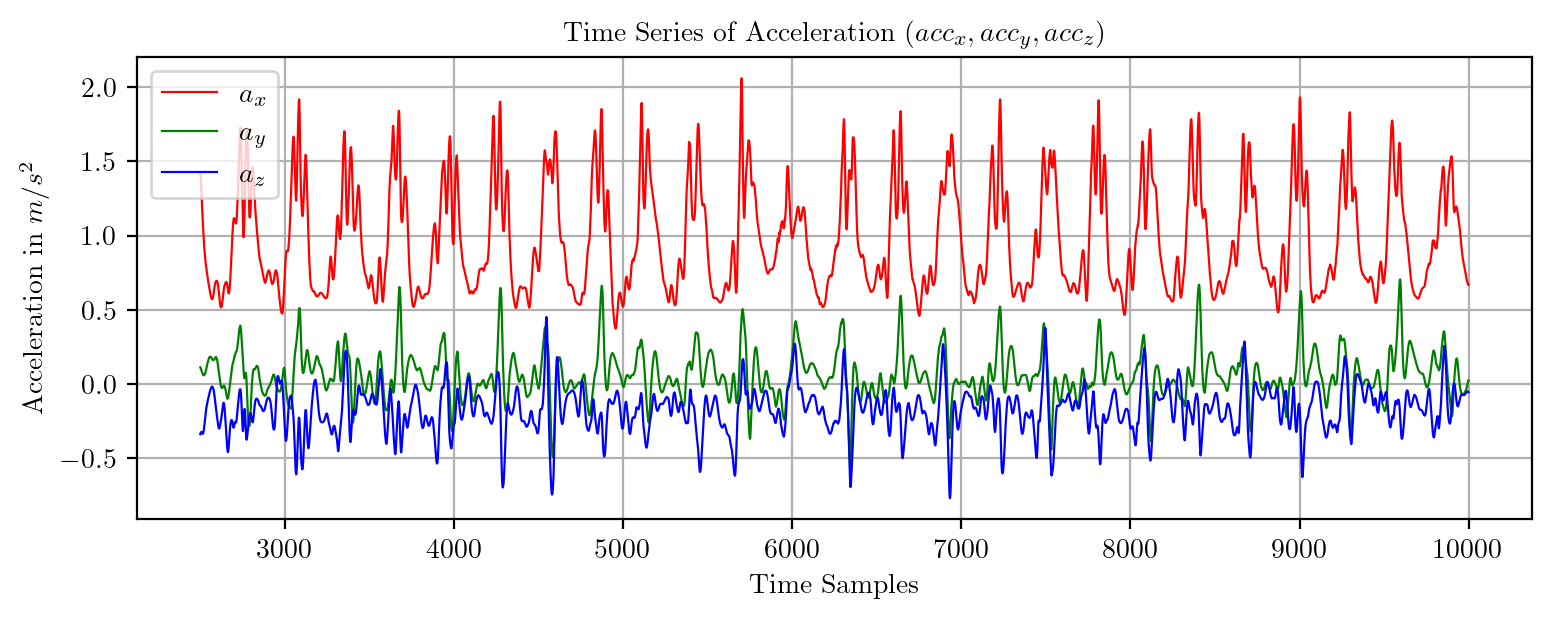 Time Series of Acceleration (acc_x, acc_y, acc_z)
a_x
a_y
a_z
2.0
1.5
1.0
0.5
0.0
−0.5
Acceleration in m/s^2
3000 4000 5000 6000 7000 8000 9000 10000
Time Samples